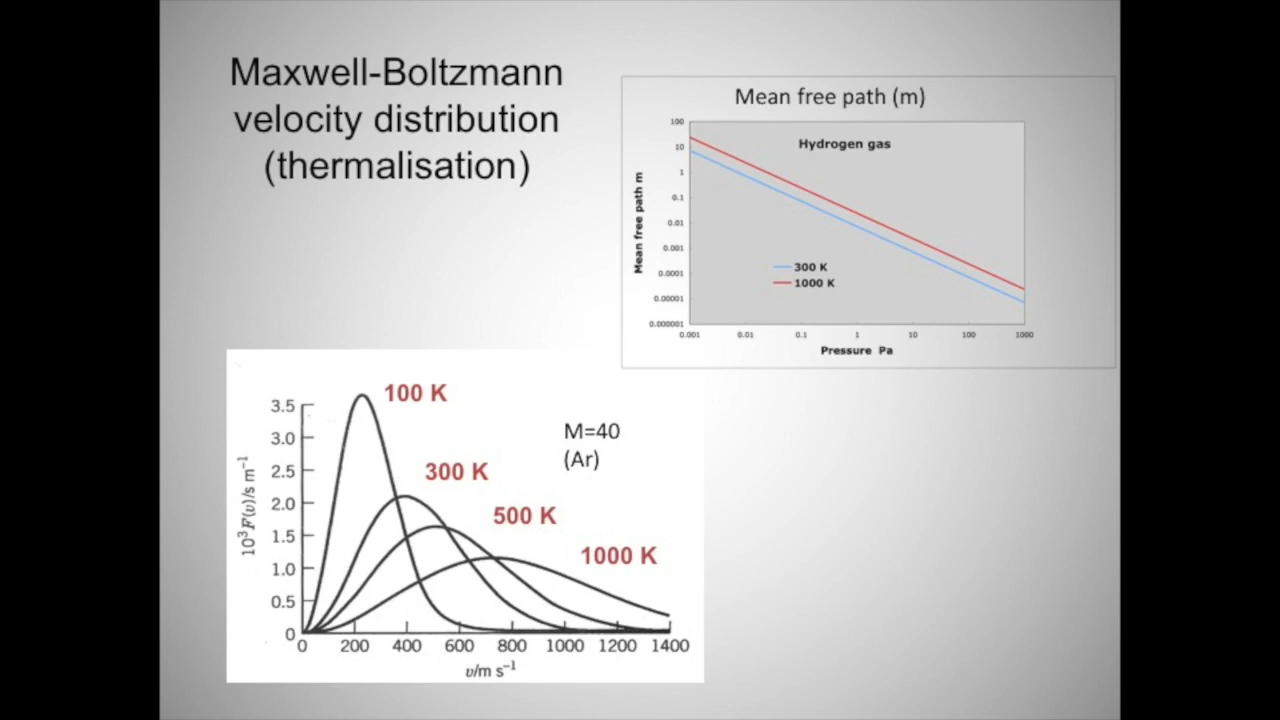 Maxwell-Boltzmann
velocity distribution
(thermalisation)
Mean free path (m)
Hydrogen gas
Mean free path m
100
10
1
0.1
0.01
0.001
0.0001
0.00001
0.000001
300 K
1000 K
0.001 0.01 0.1 1 10 100 1000
Pressure Pa
100 K
300 K
500 K
1000 K
M=40
(Ar)
10³F(υ)/s m⁻¹
3.5
3.0
2.5
2.0
1.5
1.0
0.5
0
0 200 400 600 800 1000 1200 1400
υ/m s⁻¹